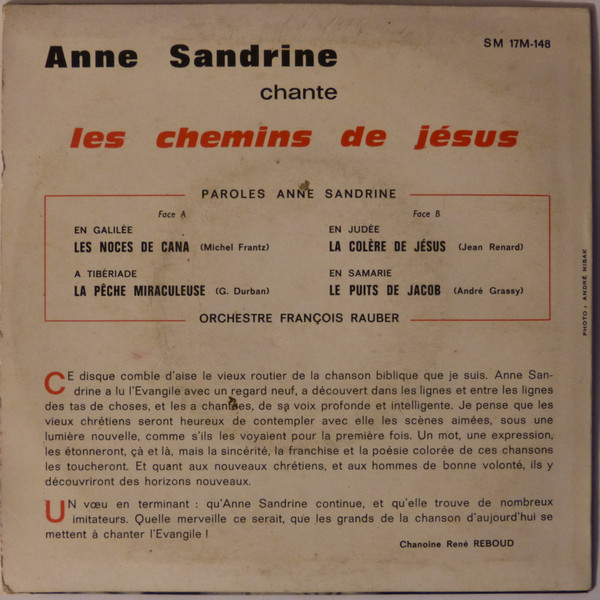 Anne Sandrine
SM 17M-148
chante
les chemins de jésus
PAROLES ANNE SANDRINE
Face A
EN GALILÉE
LES NOCES DE CANA (Michel Frantz)
A TIBÉRIADE
LA PÊCHE MIRACULEUSE (G. Durban)
Face B
EN JUDÉE
LA COLÈRE DE JÉSUS (Jean Renard)
EN SAMARIE
LE PUITS DE JACOB (André Grassy)
ORCHESTRE FRANÇOIS RAUBER
PHOTO : ANDRÉ NISAK
CE disque comble d'aise le vieux routier de la chanson biblique que je suis. Anne San-
drine a lu l'Evangile avec un regard neuf, a découvert dans les lignes et entre les lignes
des tas de choses, et les a chantées, de sa voix profonde et intelligente. Je pense que les
vieux chrétiens seront heureux de contempler avec elle les scènes aimées, sous une
lumière nouvelle, comme s'ils les voyaient pour la première fois. Un mot, une expression,
les étonneront, çà et là, mais la sincérité, la franchise et la poésie colorée de ces chansons
les toucheront. Et quant aux nouveaux chrétiens, et aux hommes de bonne volonté, ils y
découvriront des horizons nouveaux.
UN vœu en terminant : qu'Anne Sandrine continue, et qu'elle trouve de nombreux
imitateurs. Quelle merveille ce serait, que les grands de la chanson d'aujourd'hui se
mettent à chanter l'Evangile !
Chanoine René REBOUD